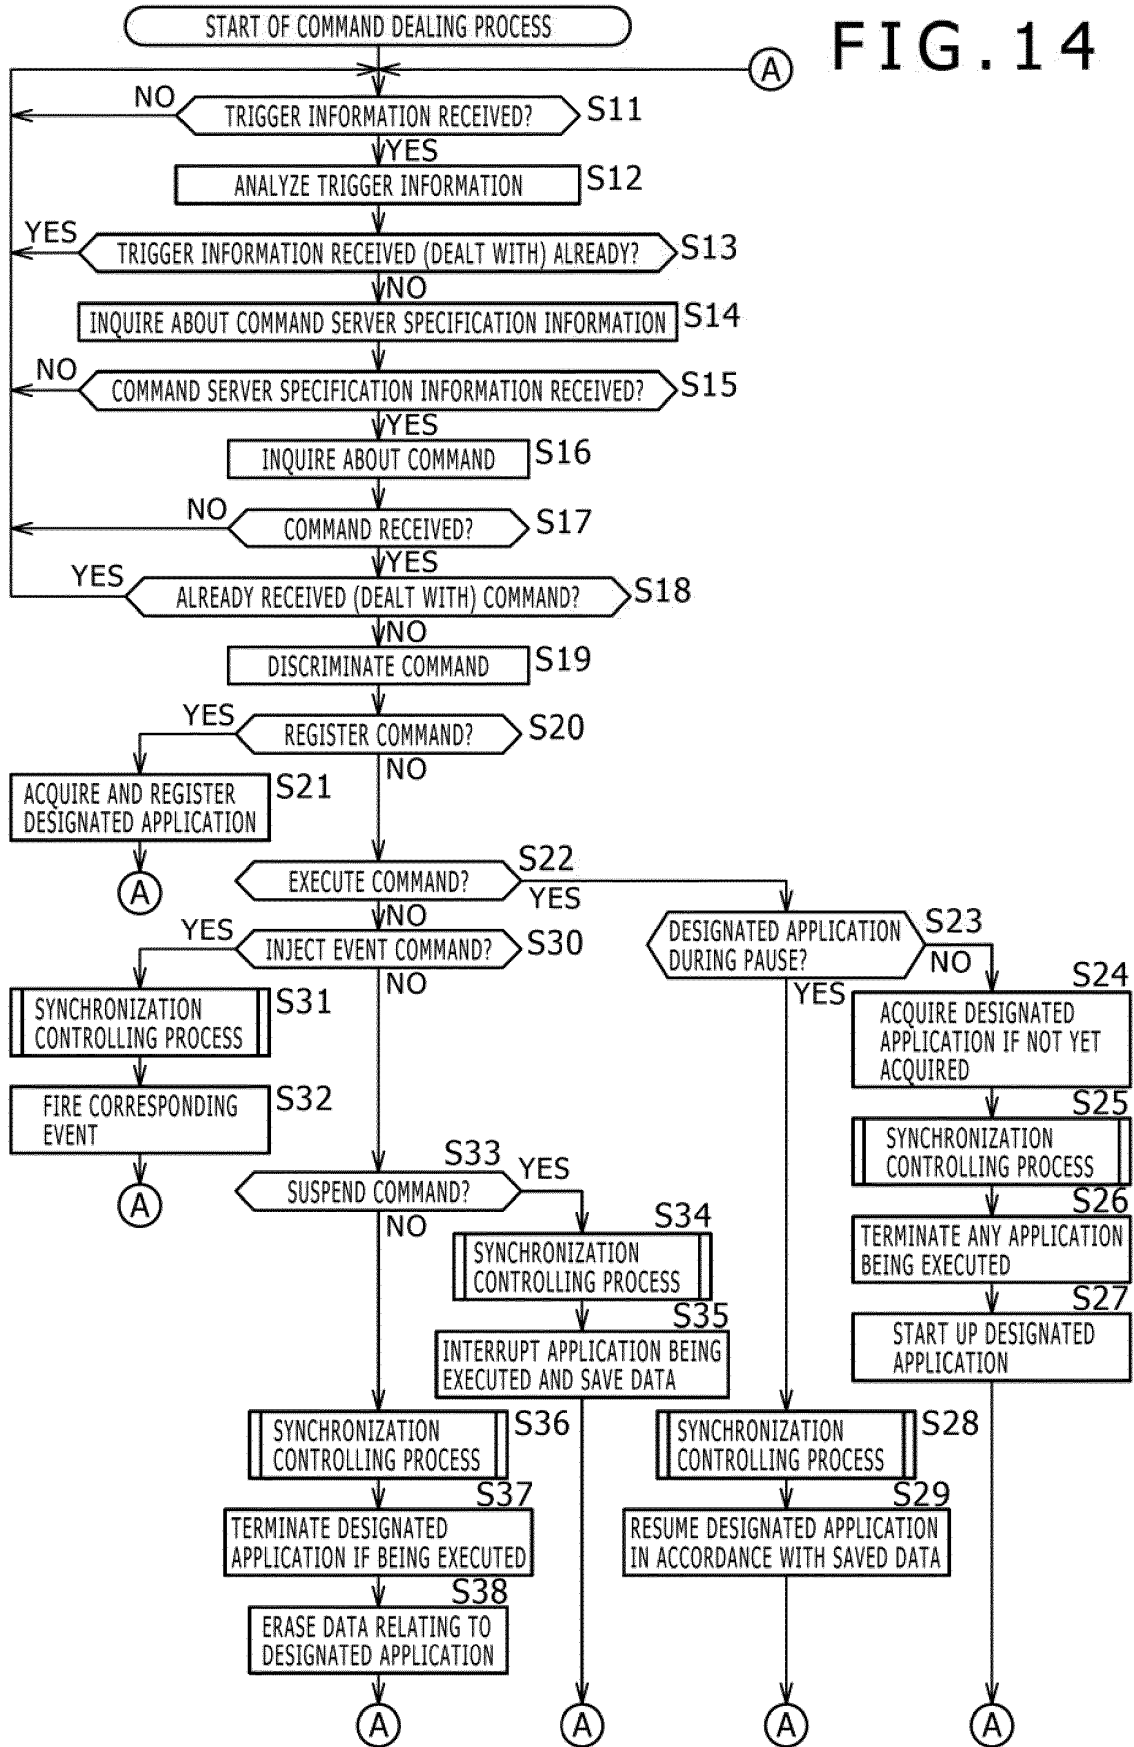 FIG.14
START OF COMMAND DEALING PROCESS
A
NO
TRIGGER INFORMATION RECEIVED?
S11
YES
ANALYZE TRIGGER INFORMATION
S12
YES
TRIGGER INFORMATION RECEIVED (DEALT WITH) ALREADY?
S13
NO
INQUIRE ABOUT COMMAND SERVER SPECIFICATION INFORMATION
S14
NO
COMMAND SERVER SPECIFICATION INFORMATION RECEIVED?
S15
YES
INQUIRE ABOUT COMMAND
S16
NO
COMMAND RECEIVED?
S17
YES
YES
ALREADY RECEIVED (DEALT WITH) COMMAND?
S18
NO
DISCRIMINATE COMMAND
S19
YES
REGISTER COMMAND?
S20
NO
ACQUIRE AND REGISTER
DESIGNATED APPLICATION
S21
A
EXECUTE COMMAND?
S22
YES
NO
DESIGNATED APPLICATION
DURING PAUSE?
S23
NO
YES
YES
INJECT EVENT COMMAND?
S30
NO
SYNCHRONIZATION
CONTROLLING PROCESS
S31
FIRE CORRESPONDING
EVENT
S32
A
S24
ACQUIRE DESIGNATED
APPLICATION IF NOT YET
ACQUIRED
S25
SYNCHRONIZATION
CONTROLLING PROCESS
S26
TERMINATE ANY APPLICATION
BEING EXECUTED
S27
START UP DESIGNATED
APPLICATION
SUSPEND COMMAND?
S33
YES
NO
S34
SYNCHRONIZATION
CONTROLLING PROCESS
S35
INTERRUPT APPLICATION BEING
EXECUTED AND SAVE DATA
SYNCHRONIZATION
CONTROLLING PROCESS
S36
S37
TERMINATE DESIGNATED
APPLICATION IF BEING EXECUTED
S38
ERASE DATA RELATING TO
DESIGNATED APPLICATION
SYNCHRONIZATION
CONTROLLING PROCESS
S28
S29
RESUME DESIGNATED APPLICATION
IN ACCORDANCE WITH SAVED DATA
A
A
A
A